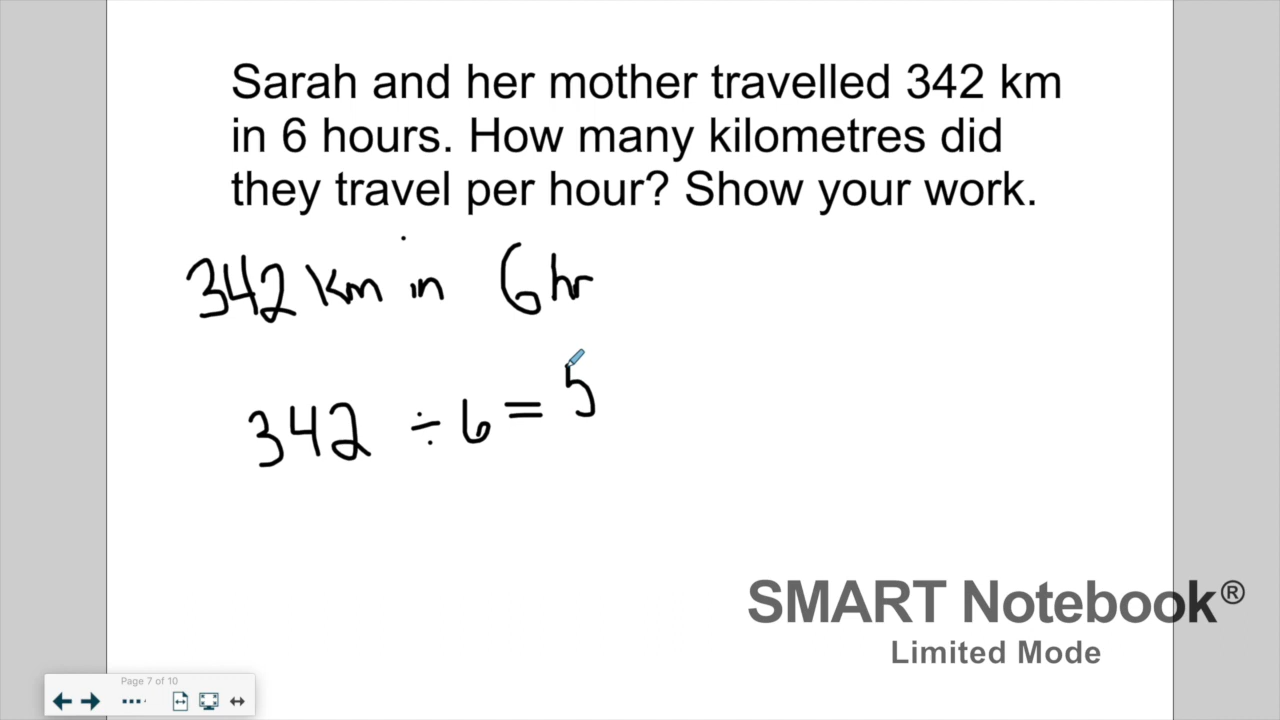 Sarah and her mother travelled 342 km
in 6 hours. How many kilometres did
they travel per hour? Show your work.
342 Km in 6 hr
342 ÷ 6 = 5
SMART Notebook®
Limited Mode
Page 7 of 10